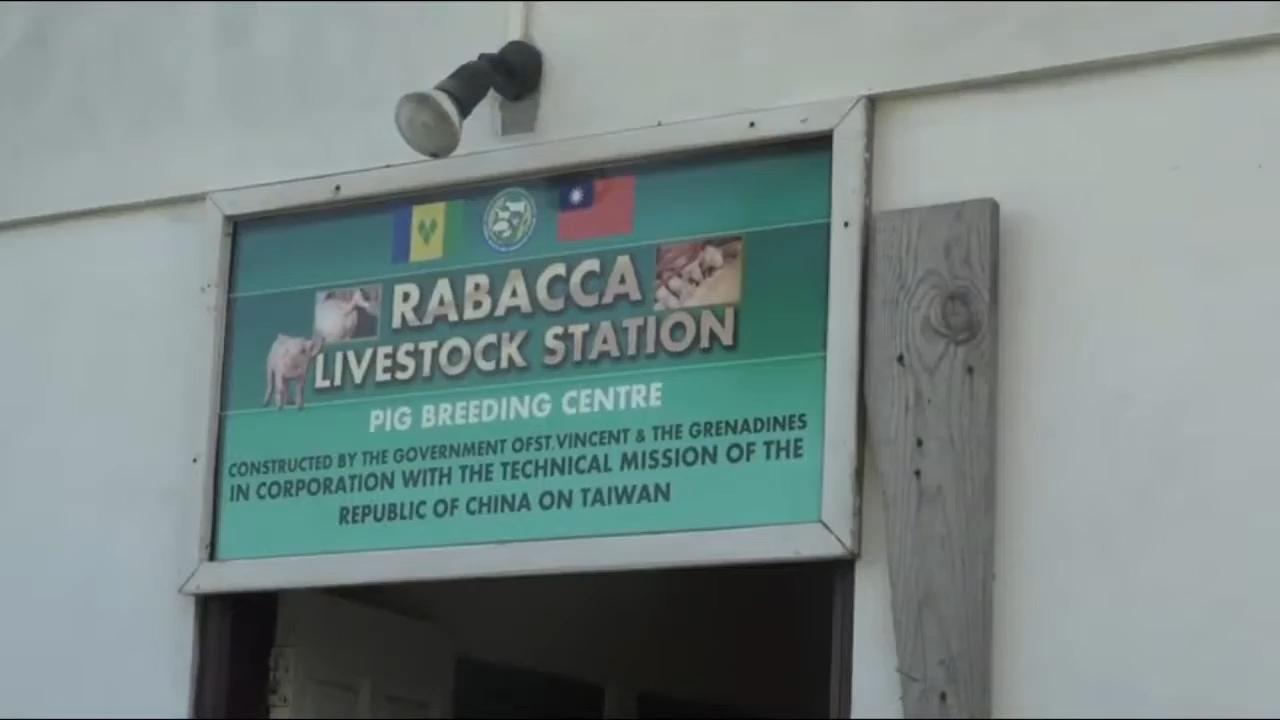 RABACCA
LIVESTOCK STATION
PIG BREEDING CENTRE
CONSTRUCTED BY THE GOVERNMENT OFST.VINCENT & THE GRENADINES
IN CORPORATION WITH THE TECHNICAL MISSION OF THE
REPUBLIC OF CHINA ON TAIWAN